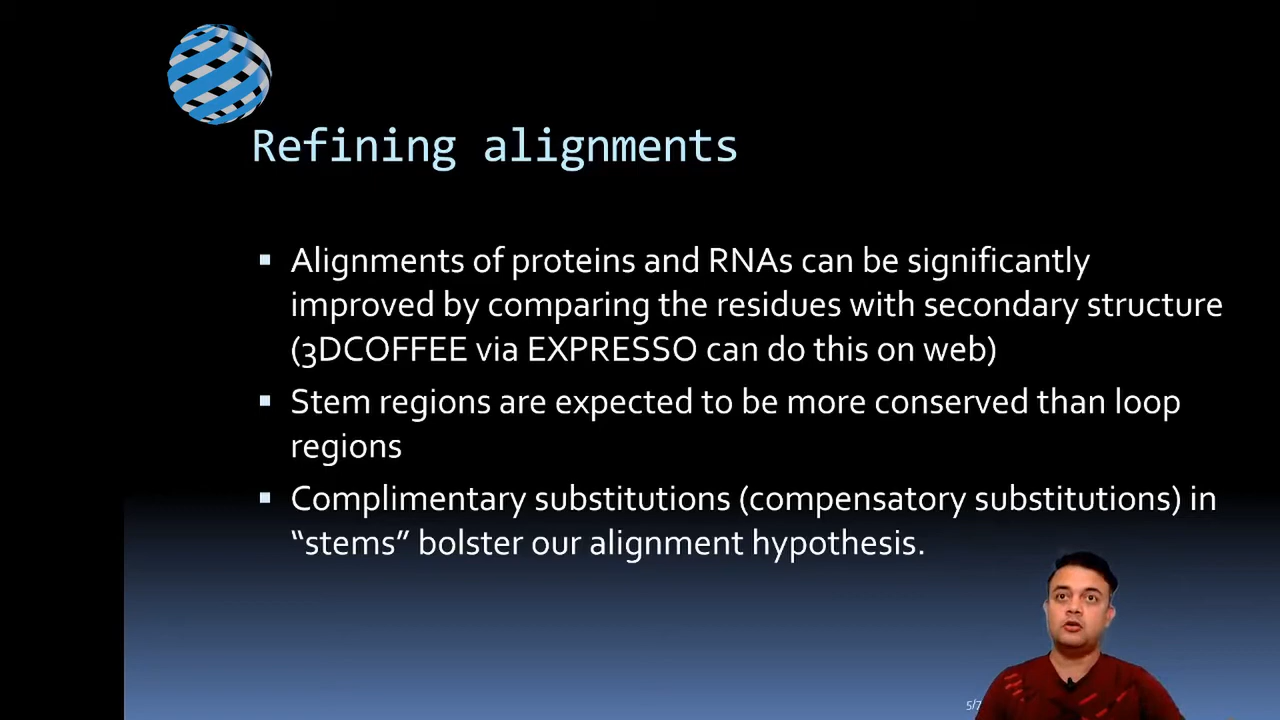 Refining alignments
▪ Alignments of proteins and RNAs can be significantly
improved by comparing the residues with secondary structure
(3DCOFFEE via EXPRESSO can do this on web)
▪ Stem regions are expected to be more conserved than loop
regions
▪ Complimentary substitutions (compensatory substitutions) in
“stems” bolster our alignment hypothesis.
5/7